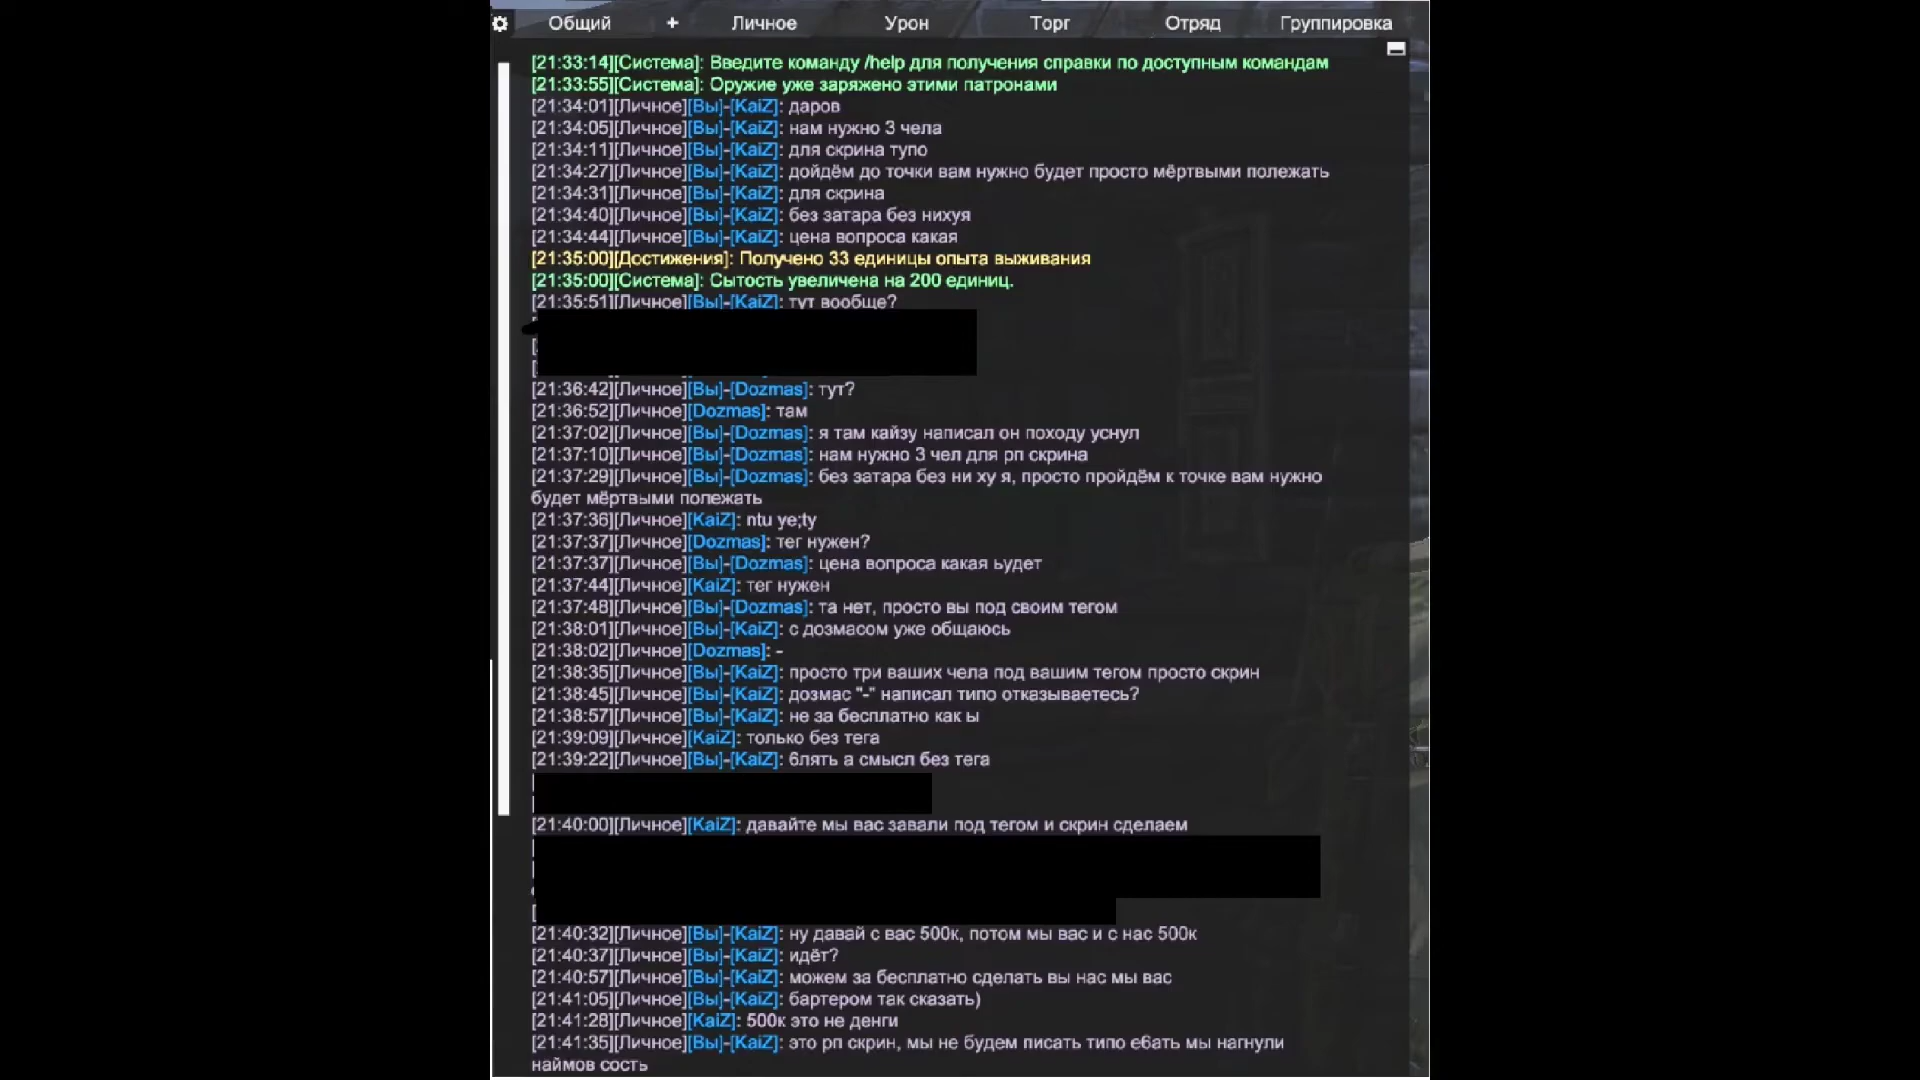 Общий + Личное Урон Торг Отряд Группировка
[21:33:14][Система]: Введите команду /help для получения справки по доступным командам
[21:33:55][Система]: Оружие уже заряжено этими патронами
[21:34:01][Личное][Вы]-[KaiZ]: даров
[21:34:05][Личное][Вы]-[KaiZ]: нам нужно 3 чела
[21:34:11][Личное][Вы]-[KaiZ]: для скрина тупо
[21:34:27][Личное][Вы]-[KaiZ]: дойдём до точки вам нужно будет просто мёртвыми полежать
[21:34:31][Личное][Вы]-[KaiZ]: для скрина
[21:34:40][Личное][Вы]-[KaiZ]: без затара без нихуя
[21:34:44][Личное][Вы]-[KaiZ]: цена вопроса какая
[21:35:00][Достижения]: Получено 33 единицы опыта выживания
[21:35:00][Система]: Сытость увеличена на 200 единиц.
[21:35:51][Личное][Вы]-[KaiZ]: тут вообще?
[21:36:42][Личное][Вы]-[Dozmas]: тут?
[21:36:52][Личное][Dozmas]: там
[21:37:02][Личное][Вы]-[Dozmas]: я там кайзу написал он походу уснул
[21:37:10][Личное][Вы]-[Dozmas]: нам нужно 3 чел для рп скрина
[21:37:29][Личное][Вы]-[Dozmas]: без затара без ни ху я, просто пройдём к точке вам нужно
будет мёртвыми полежать
[21:37:36][Личное][KaiZ]: ntu ye;ty
[21:37:37][Личное][Dozmas]: тег нужен?
[21:37:37][Личное][Вы]-[Dozmas]: цена вопроса какая ьудет
[21:37:44][Личное][KaiZ]: тег нужен
[21:37:48][Личное][Вы]-[Dozmas]: та нет, просто вы под своим тегом
[21:38:01][Личное][Вы]-[KaiZ]: с дозмасом уже общаюсь
[21:38:02][Личное][Dozmas]: -
[21:38:35][Личное][Вы]-[KaiZ]: просто три ваших чела под вашим тегом просто скрин
[21:38:45][Личное][Вы]-[KaiZ]: дозмас "-" написал типо отказываетесь?
[21:38:57][Личное][Вы]-[KaiZ]: не за бесплатно как ы
[21:39:09][Личное][KaiZ]: только без тега
[21:39:22][Личное][Вы]-[KaiZ]: 6лять а смысл без тега
[21:40:00][Личное][KaiZ]: давайте мы вас завали под тегом и скрин сделаем
[21:40:32][Личное][Вы]-[KaiZ]: ну давай с вас 500к, потом мы вас и с нас 500к
[21:40:37][Личное][Вы]-[KaiZ]: идёт?
[21:40:57][Личное][Вы]-[KaiZ]: можем за бесплатно сделать вы нас мы вас
[21:41:05][Личное][Вы]-[KaiZ]: бартером так сказать)
[21:41:28][Личное][KaiZ]: 500к это не денги
[21:41:35][Личное][Вы]-[KaiZ]: это рп скрин, мы не будем писать типо е6ать мы нагнули
наймов сость